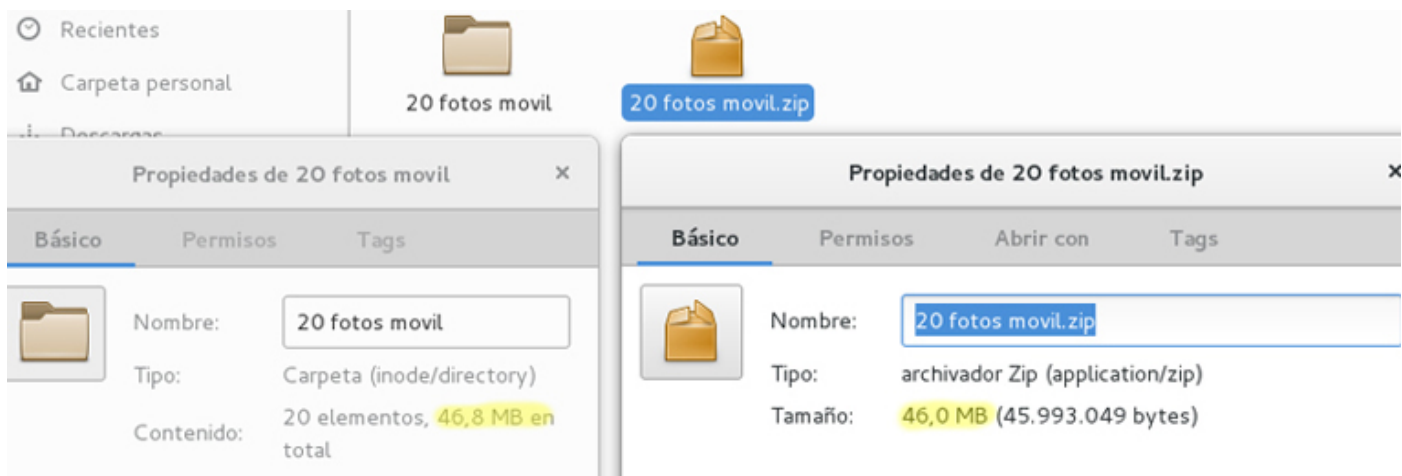 Recientes
Carpeta personal
Descargas
20 fotos movil
20 fotos movil.zip
Propiedades de 20 fotos movil ×
Básico Permisos Tags
Nombre: 20 fotos movil
Tipo: Carpeta (inode/directory)
Contenido: 20 elementos, 46,8 MB en
total
Propiedades de 20 fotos movil.zip ×
Básico Permisos Abrir con Tags
Nombre: 20 fotos movil.zip
Tipo: archivador Zip (application/zip)
Tamaño: 46,0 MB (45.993.049 bytes)